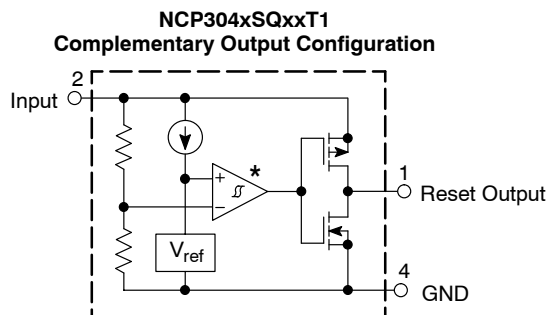 NCP304xSQxxT1
Complementary Output Configuration
2
Input
*
+
1
Reset Output
−
Vref
4
GND